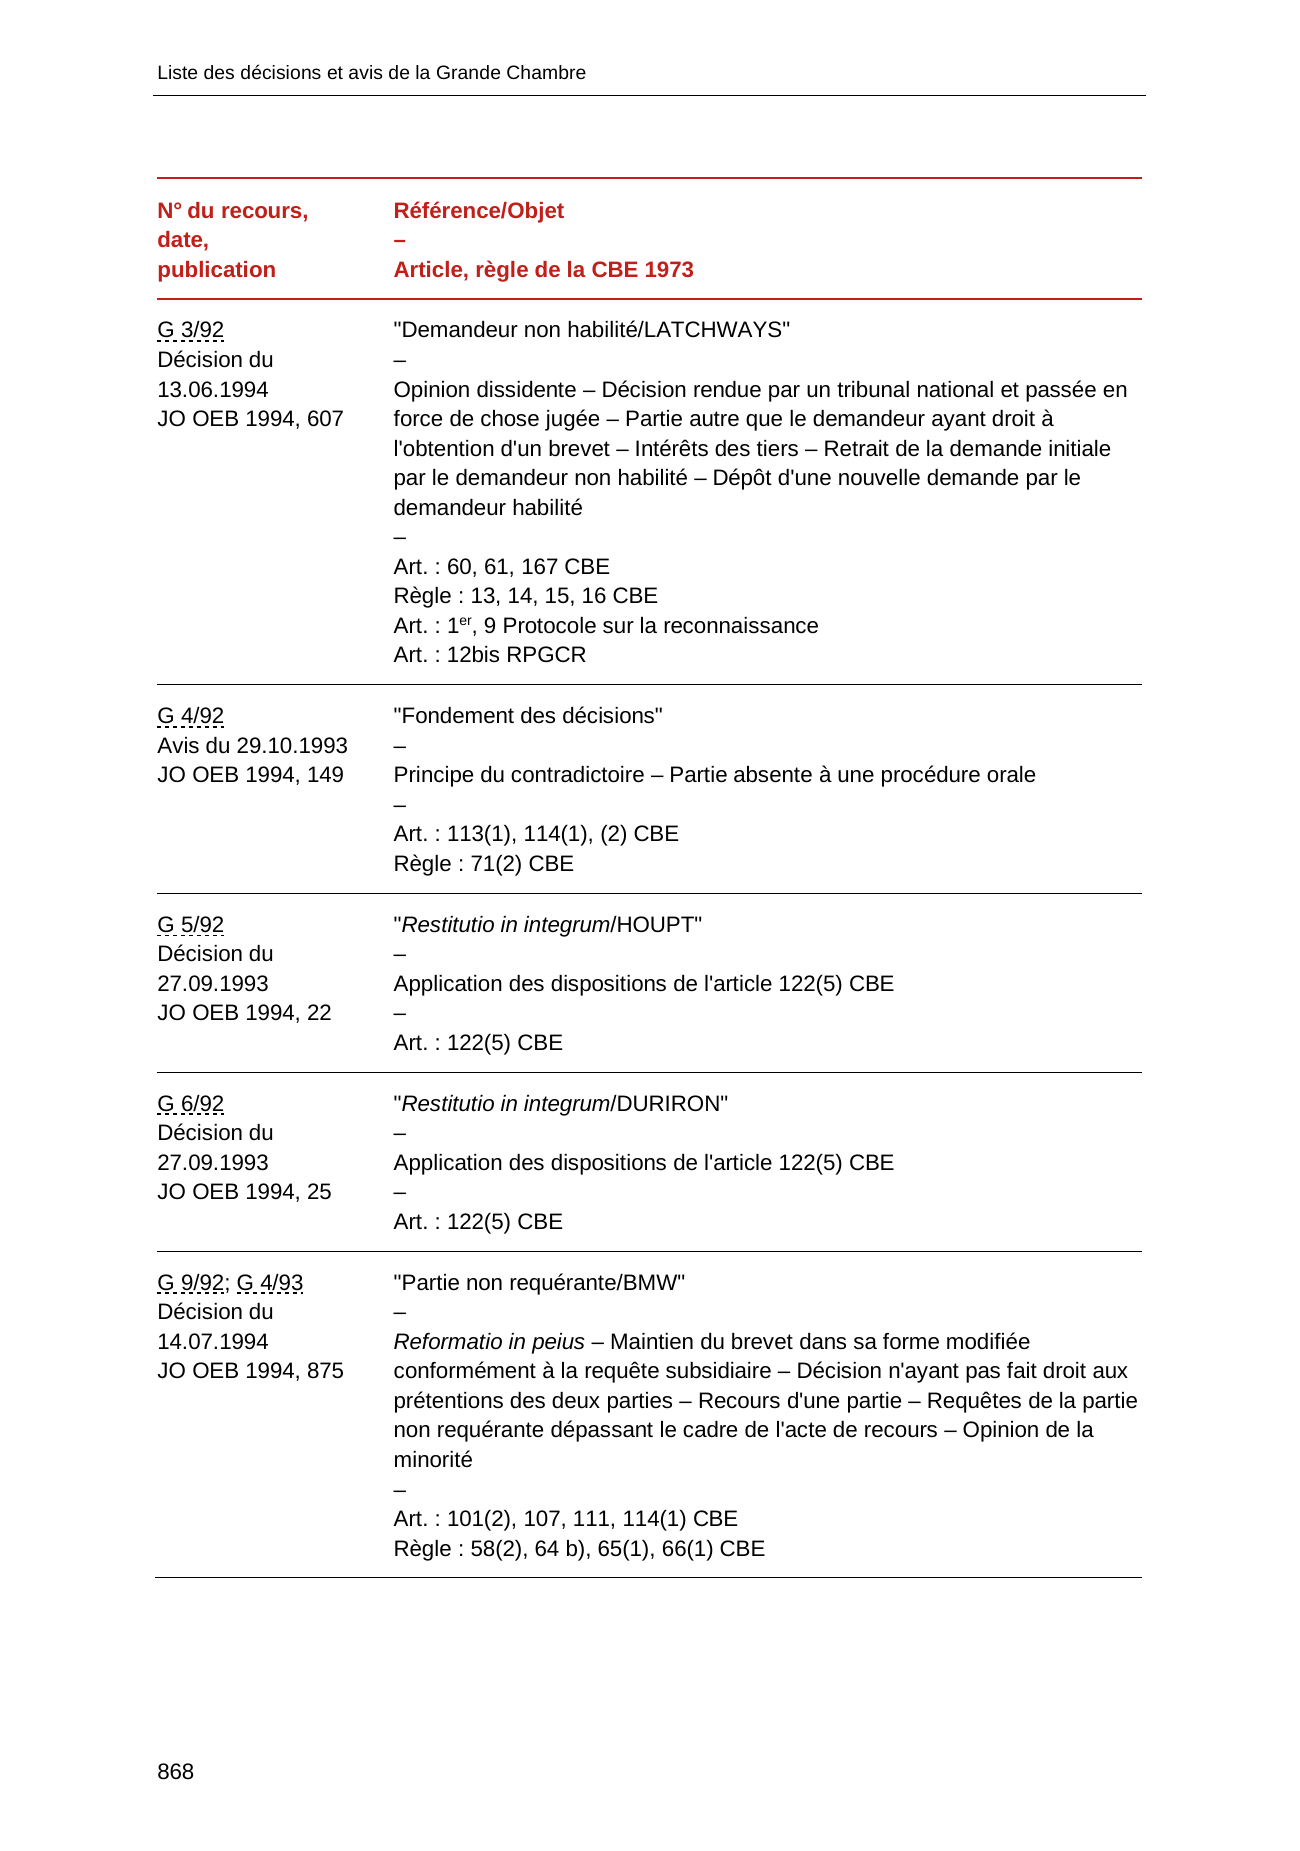 Liste des décisions et avis de la Grande Chambre
N° du recours,
date,
publication
Référence/Objet
–
Article, règle de la CBE 1973
G 3/92
Décision du
13.06.1994
JO OEB 1994, 607
"Demandeur non habilité/LATCHWAYS"
–
Opinion dissidente – Décision rendue par un tribunal national et passée en
force de chose jugée – Partie autre que le demandeur ayant droit à
l'obtention d'un brevet – Intérêts des tiers – Retrait de la demande initiale
par le demandeur non habilité – Dépôt d'une nouvelle demande par le
demandeur habilité
–
Art. : 60, 61, 167 CBE
Règle : 13, 14, 15, 16 CBE
Art. : 1er, 9 Protocole sur la reconnaissance
Art. : 12bis RPGCR
G 4/92
Avis du 29.10.1993
JO OEB 1994, 149
"Fondement des décisions"
–
Principe du contradictoire – Partie absente à une procédure orale
–
Art. : 113(1), 114(1), (2) CBE
Règle : 71(2) CBE
G 5/92
Décision du
27.09.1993
JO OEB 1994, 22
"Restitutio in integrum/HOUPT"
–
Application des dispositions de l'article 122(5) CBE
–
Art. : 122(5) CBE
G 6/92
Décision du
27.09.1993
JO OEB 1994, 25
"Restitutio in integrum/DURIRON"
–
Application des dispositions de l'article 122(5) CBE
–
Art. : 122(5) CBE
G 9/92; G 4/93
Décision du
14.07.1994
JO OEB 1994, 875
"Partie non requérante/BMW"
–
Reformatio in peius – Maintien du brevet dans sa forme modifiée
conformément à la requête subsidiaire – Décision n'ayant pas fait droit aux
prétentions des deux parties – Recours d'une partie – Requêtes de la partie
non requérante dépassant le cadre de l'acte de recours – Opinion de la
minorité
–
Art. : 101(2), 107, 111, 114(1) CBE
Règle : 58(2), 64 b), 65(1), 66(1) CBE
868